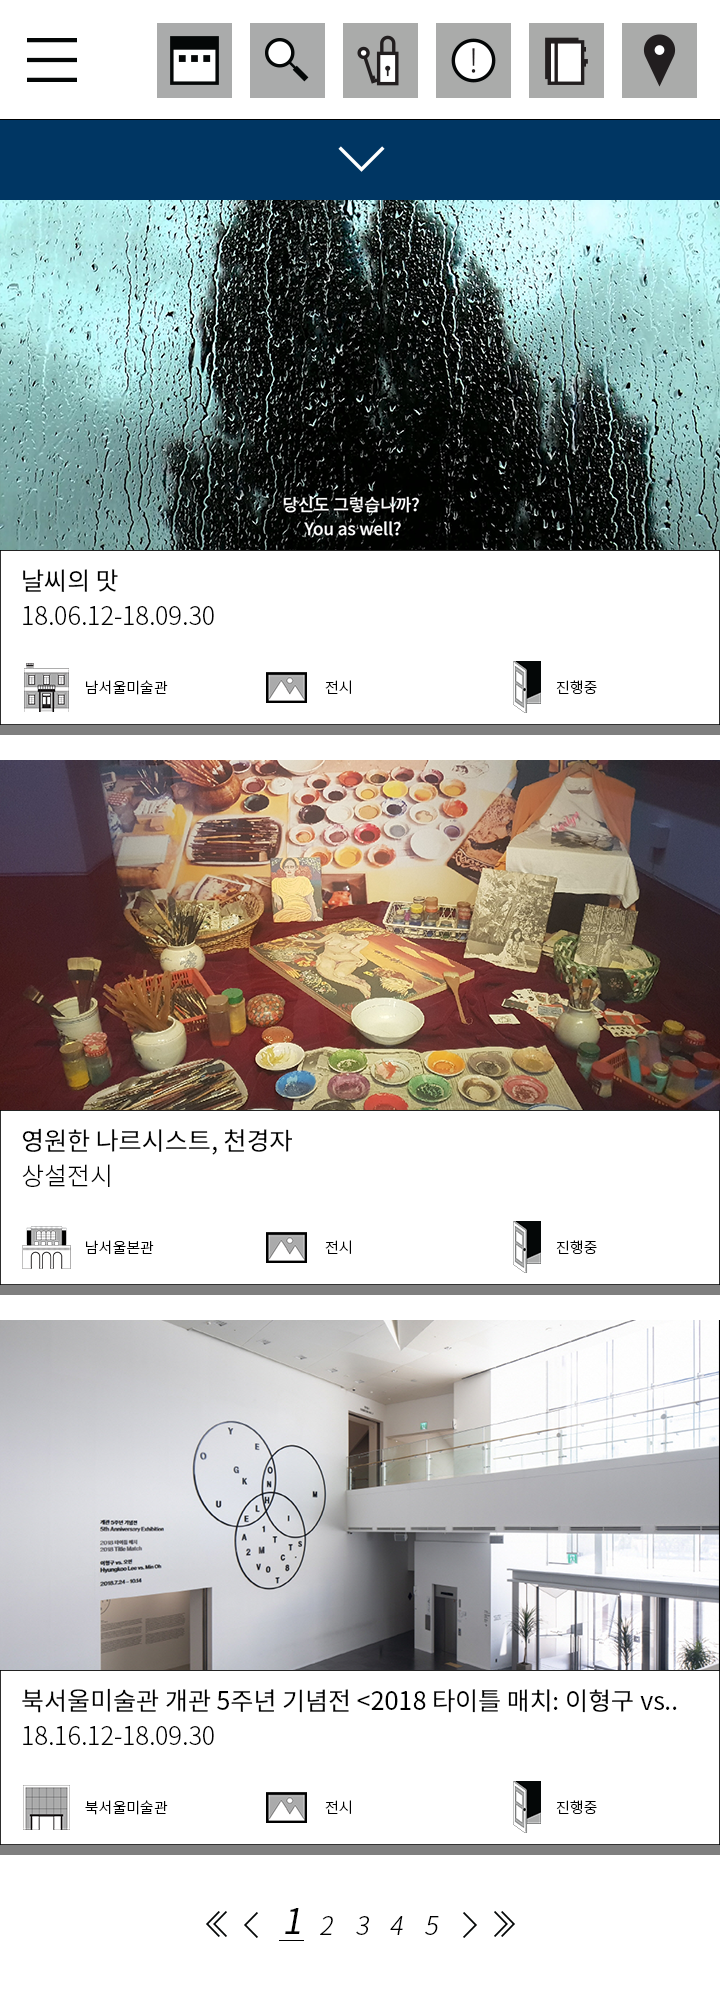 당신도 그렇습니까?
You as well?
날씨의 맛
18.06.12-18.09.30
남서울미술관
전시
진행중
영원한 나르시스트, 천경자
상설전시
남서울본관
전시
진행중
개관 5주년 기념전
5th Anniversary Exhibition
2018 타이틀 매치
2018 Title Match
이형구 vs. 오민
Hyungkoo Lee vs. Min Oh
2018.7.24 - 10.14
북서울미술관 개관 5주년 기념전 <2018 타이틀 매치: 이형구 vs..
18.16.12-18.09.30
북서울미술관
전시
진행중
1 2 3 4 5